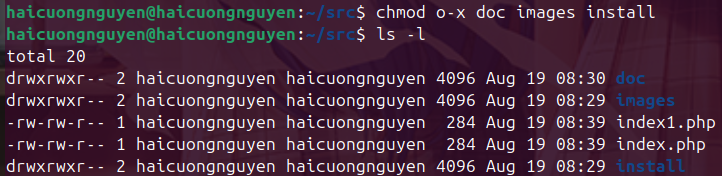 haicuongnguyen@haicuongnguyen:~/src$ chmod o-x doc images install
haicuongnguyen@haicuongnguyen:~/src$ ls -l
total 20
drwxrwxr-- 2 haicuongnguyen haicuongnguyen 4096 Aug 19 08:30 doc
drwxrwxr-- 2 haicuongnguyen haicuongnguyen 4096 Aug 19 08:29 images
-rw-rw-r-- 1 haicuongnguyen haicuongnguyen  284 Aug 19 08:39 index1.php
-rw-rw-r-- 1 haicuongnguyen haicuongnguyen  284 Aug 19 08:39 index.php
drwxrwxr-- 2 haicuongnguyen haicuongnguyen 4096 Aug 19 08:29 install